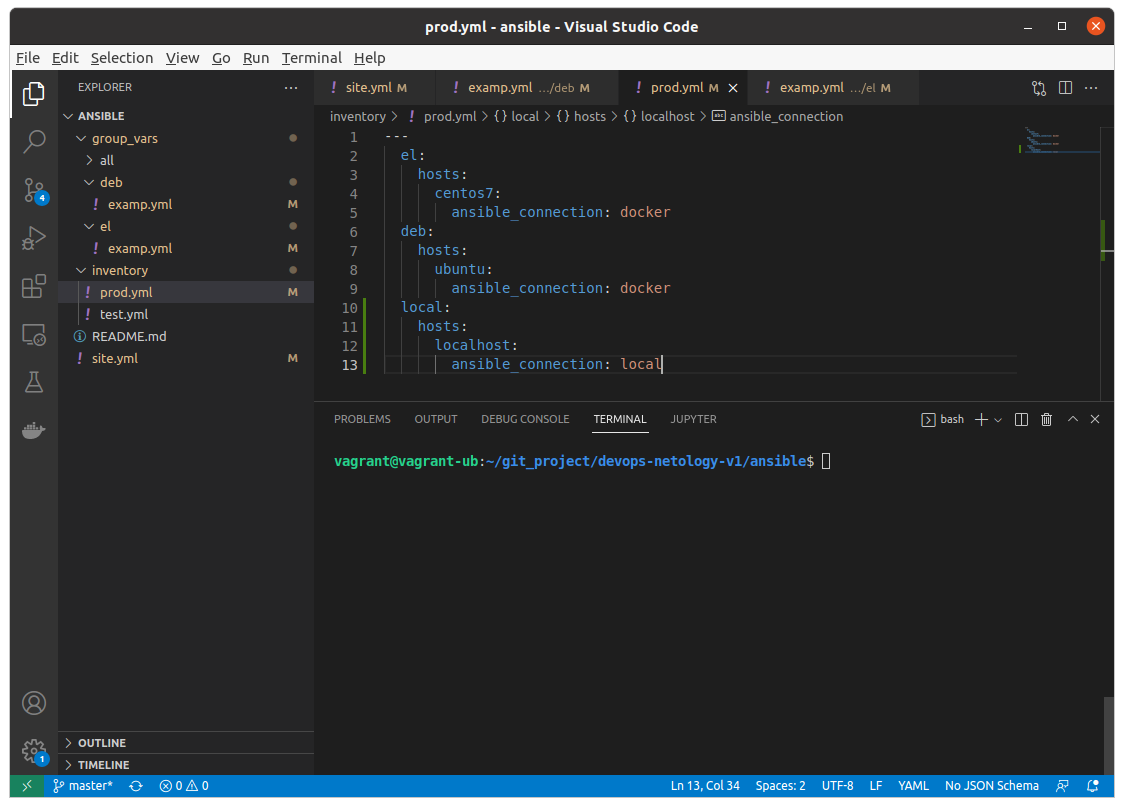 prod.yml - ansible - Visual Studio Code
File Edit Selection View Go Run Terminal Help
EXPLORER
ANSIBLE
group_vars
all
deb
! examp.yml M
el
! examp.yml M
inventory
! prod.yml M
! test.yml
README.md
! site.yml M
OUTLINE
TIMELINE
4
1
! site.yml M ! examp.yml .../deb M ! prod.yml M ! examp.yml .../el M
inventory > ! prod.yml > {} local > {} hosts > {} localhost > abc ansible_connection
1 ---
2 el:
3 hosts:
4 centos7:
5 ansible_connection: docker
6 deb:
7 hosts:
8 ubuntu:
9 ansible_connection: docker
10 local:
11 hosts:
12 localhost:
13 ansible_connection: local
PROBLEMS OUTPUT DEBUG CONSOLE TERMINAL JUPYTER bash
vagrant@vagrant-ub:~/git_project/devops-netology-v1/ansible$
master* 0 0 Ln 13, Col 34 Spaces: 2 UTF-8 LF YAML No JSON Schema